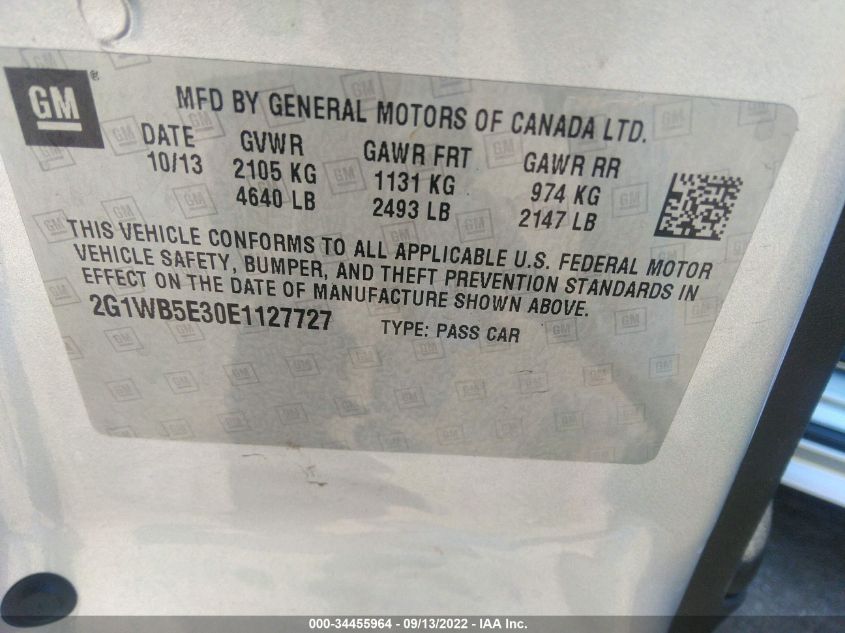 GM ®
MFD BY GENERAL MOTORS OF CANADA LTD.
DATE GVWR GAWR FRT GAWR RR
10/13 2105 KG 1131 KG 974 KG
4640 LB 2493 LB 2147 LB
THIS VEHICLE CONFORMS TO ALL APPLICABLE U.S. FEDERAL MOTOR
VEHICLE SAFETY, BUMPER, AND THEFT PREVENTION STANDARDS IN
EFFECT ON THE DATE OF MANUFACTURE SHOWN ABOVE.
2G1WB5E30E1127727 TYPE: PASS CAR
000-34455964 - 09/13/2022 - IAA Inc.